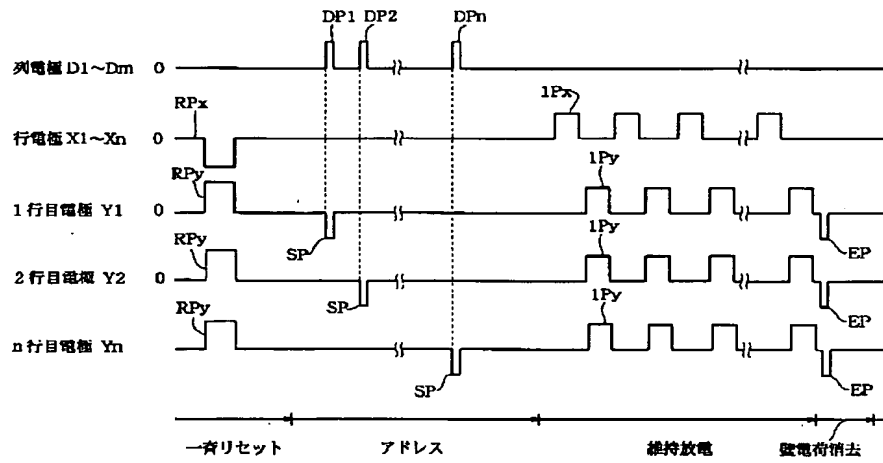 DP1 DP2 DPn
列電極 D1～Dm 0
RPx 1Px
行電極 X1～Xn 0
RPy 1Py
1行目電極 Y1 0
SP EP
RPy 1Py
2行目電極 Y2 0
SP EP
RPy 1Py
n行目電極 Yn
SP EP
一斉リセット アドレス 維持放電 壁電荷消去